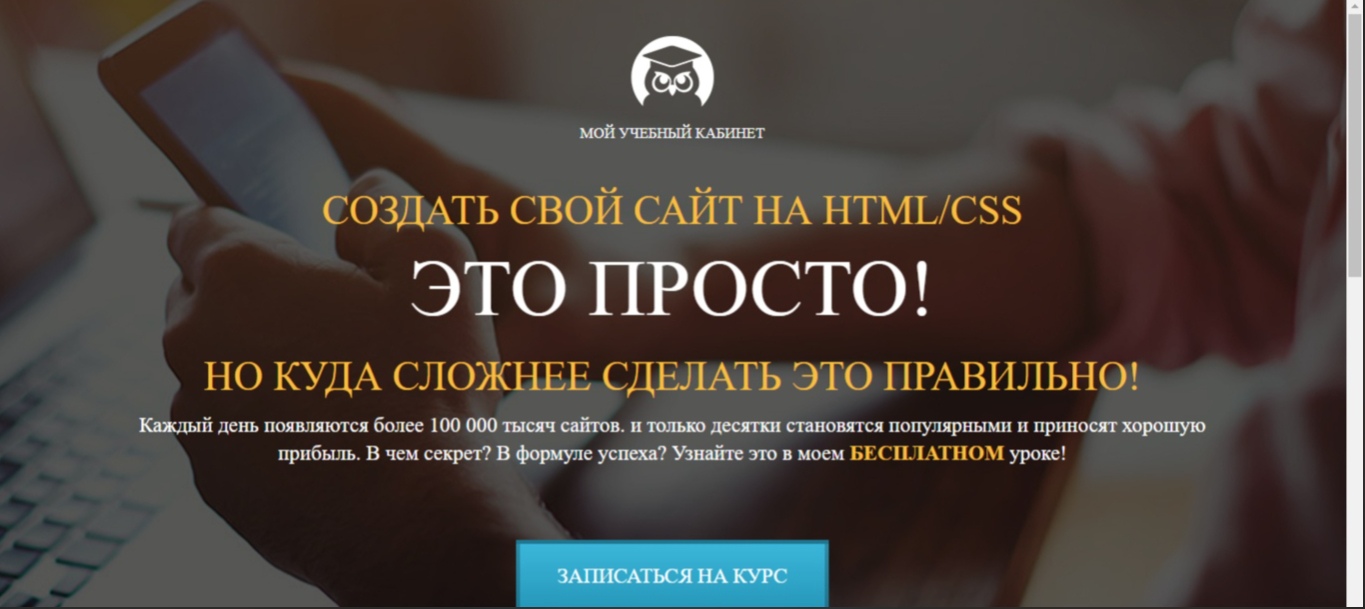 МОЙ УЧЕБНЫЙ КАБИНЕТ
СОЗДАТЬ СВОЙ САЙТ НА HTML/CSS
ЭТО ПРОСТО!
НО КУДА СЛОЖНЕЕ СДЕЛАТЬ ЭТО ПРАВИЛЬНО!
Каждый день появляются более 100 000 тысяч сайтов. и только десятки становятся популярными и приносят хорошую
прибыль. В чем секрет? В формуле успеха? Узнайте это в моем БЕСПЛАТНОМ уроке!
ЗАПИСАТЬСЯ НА КУРС